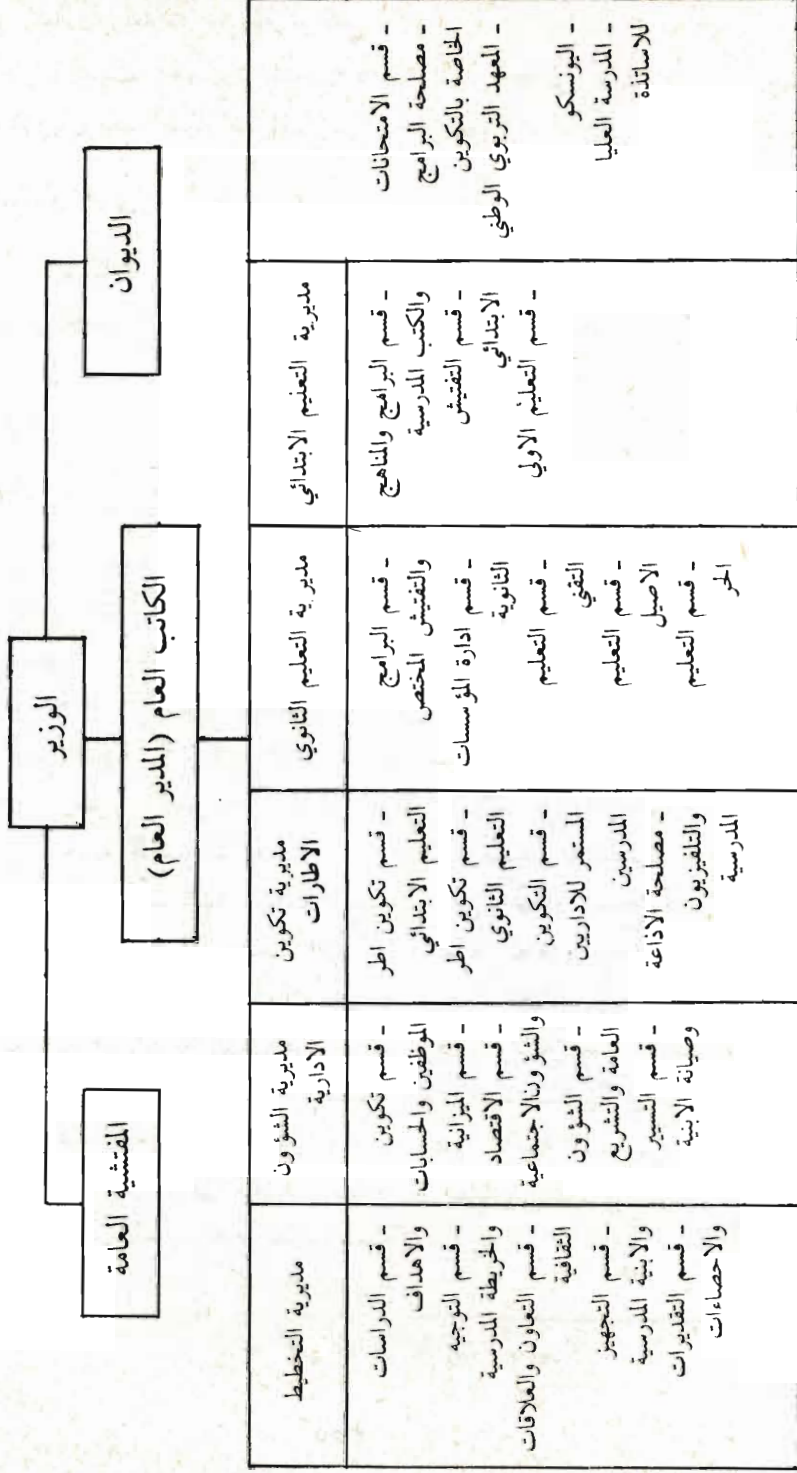 الوزير
الديوان
المفتشية العامة
الكاتب العام (المدير العام)
- قسم الامتحانات
- مصلحة البرامج
الخاصة بالتكوين
- المعهد التربوي الوطني
- اليونسكو
- المدرسة العليا
للاساتذة
مديرية التعليم الابتدائي
- قسم البرامج والمناهج
والكتب المدرسية
- قسم التفتيش
الابتدائي
- قسم التعليم الاولي
مديرية التعليم الثانوي
- قسم البرامج
والتفتيش المختص
- قسم ادارة المؤسسات
الثانوية
- قسم التعليم
التقني
- قسم التعليم
الاصيل
- قسم التعليم
الحر
مديرية تكوين
الاطارات
- قسم تكوين اطر
التعليم الابتدائي
- قسم تكوين اطر
التعليم الثانوي
- قسم التكوين
المستمر للاداريين
المدرسين
- مصلحة الاذاعة
والتلفيزيون
المدرسية
مديرية الشؤون
الادارية
- قسم تكوين
الموظفين والحسابات
- قسم الميزانية
- قسم الاقتصاد
والشؤون الاجتماعية
- قسم الشؤون
العامة والتشريع
- قسم التسيير
وصيانة الابنية
مديرية التخطيط
- قسم الدراسات
والاهداف
- قسم التوجيه
والخريطة المدرسية
- قسم التعاون والعلاقات
الثقافية
- قسم التجهيز
والابنية المدرسية
- قسم التقديرات
والاحصاءات